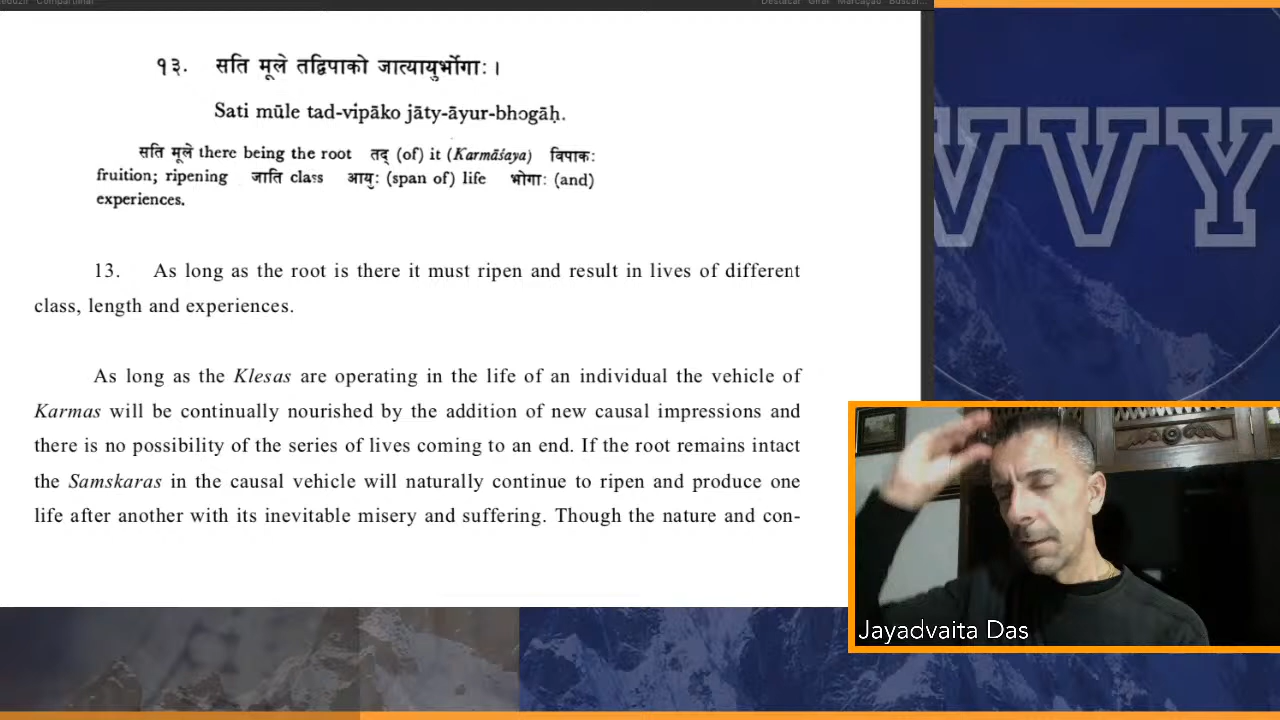 १३. सति मूले तद्विपाको जात्यायुर्भोगाः ।
Sati mūle tad-vipāko jāty-āyur-bhogāḥ.
सति मूले there being the root तद् (of) it (Karmāśaya) विपाकः
fruition; ripening जाति class आयुः (span of) life भोगाः (and)
experiences.
13. As long as the root is there it must ripen and result in lives of different
class, length and experiences.
As long as the Klesas are operating in the life of an individual the vehicle of
Karmas will be continually nourished by the addition of new causal impressions and
there is no possibility of the series of lives coming to an end. If the root remains intact
the Samskaras in the causal vehicle will naturally continue to ripen and produce one
life after another with its inevitable misery and suffering. Though the nature and con-
VVY
Jayadvaita Das